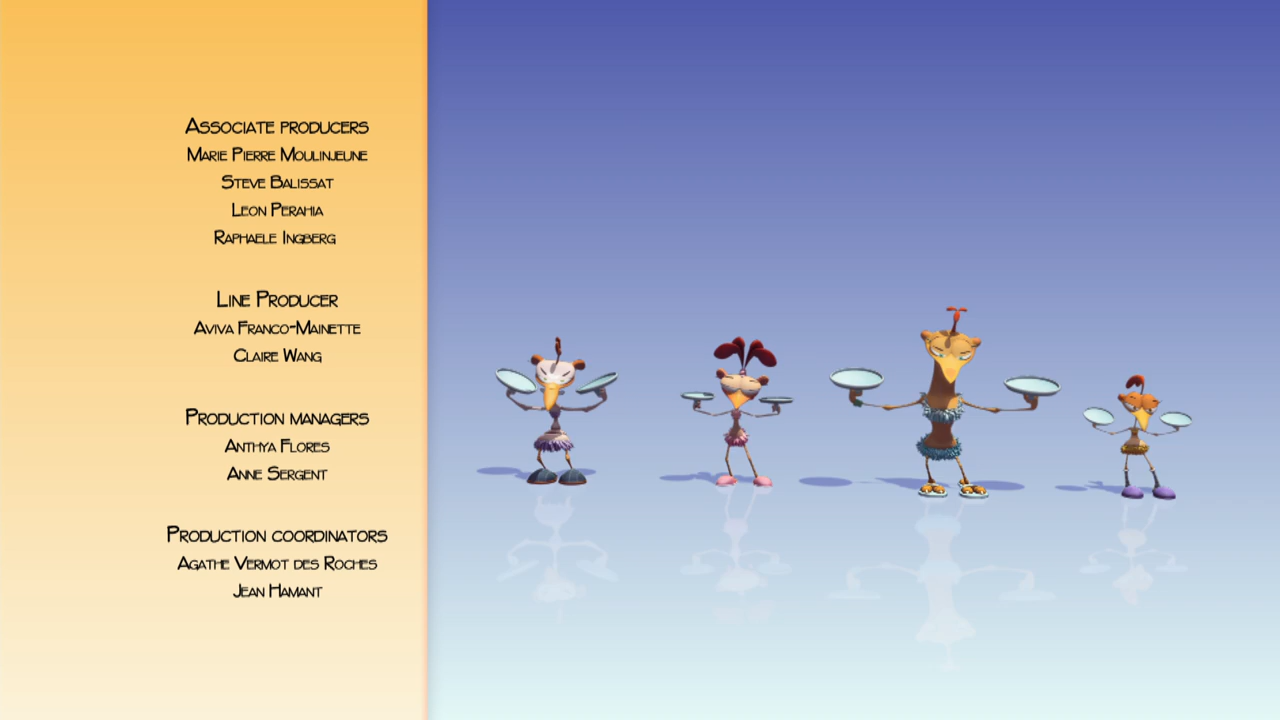 Associate producers
Marie Pierre Moulinjeune
Steve Balissat
Leon Perahia
Raphaele Ingberg
Line Producer
Aviva Franco-Mainette
Claire Wang
Production managers
Anthya Flores
Anne Sergent
Production coordinators
Agathe Vermot des Roches
Jean Hamant